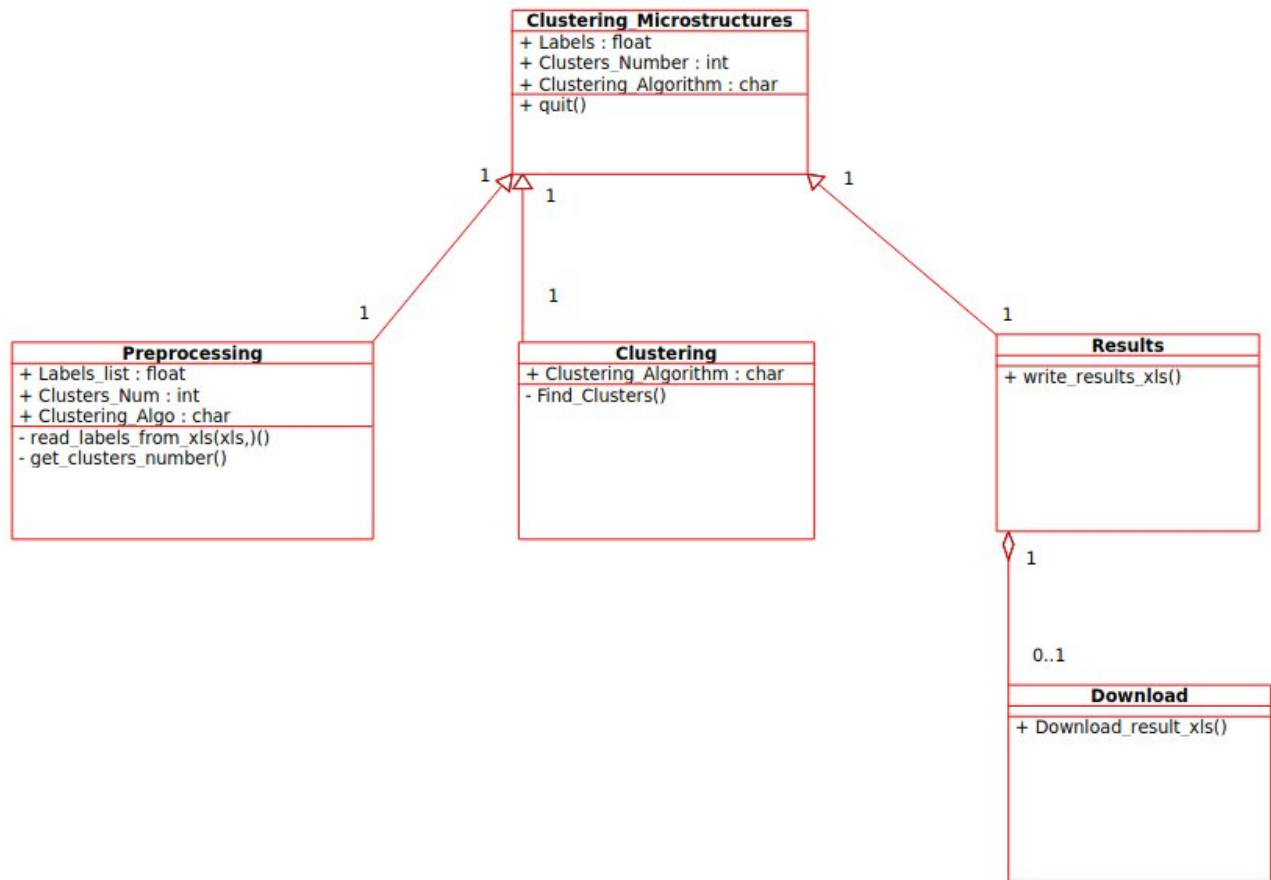 Clustering_Microstructures
+ Labels : float
+ Clusters_Number : int
+ Clustering_Algorithm : char
+ quit()
1
1
1
1
1
1
Preprocessing
+ Labels_list : float
+ Clusters_Num : int
+ Clustering_Algo : char
- read_labels_from_xls(xls,)()
- get_clusters_number()
Clustering
+ Clustering_Algorithm : char
- Find_Clusters()
Results
+ write_results_xls()
1
0..1
Download
+ Download_result_xls()